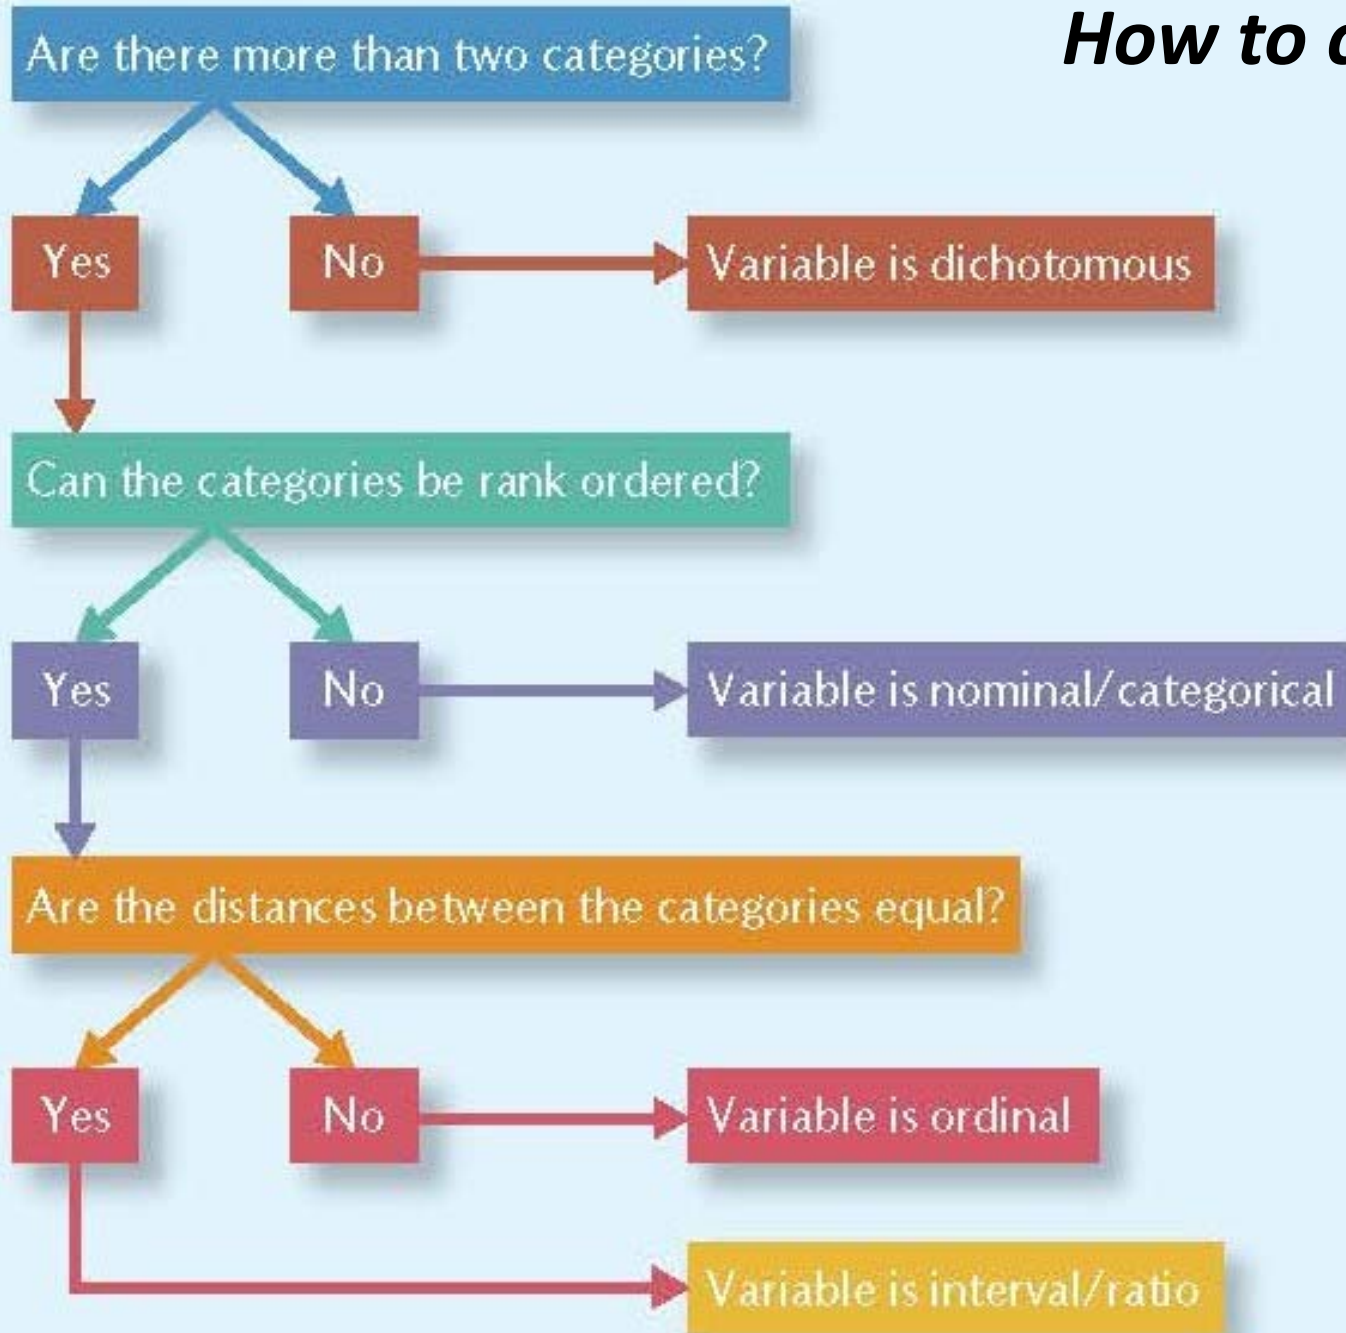 How to
Are there more than two categories?
Yes
No
Variable is dichotomous
Can the categories be rank ordered?
Yes
No
Variable is nominal/categorical
Are the distances between the categories equal?
Yes
No
Variable is ordinal
Variable is interval/ratio